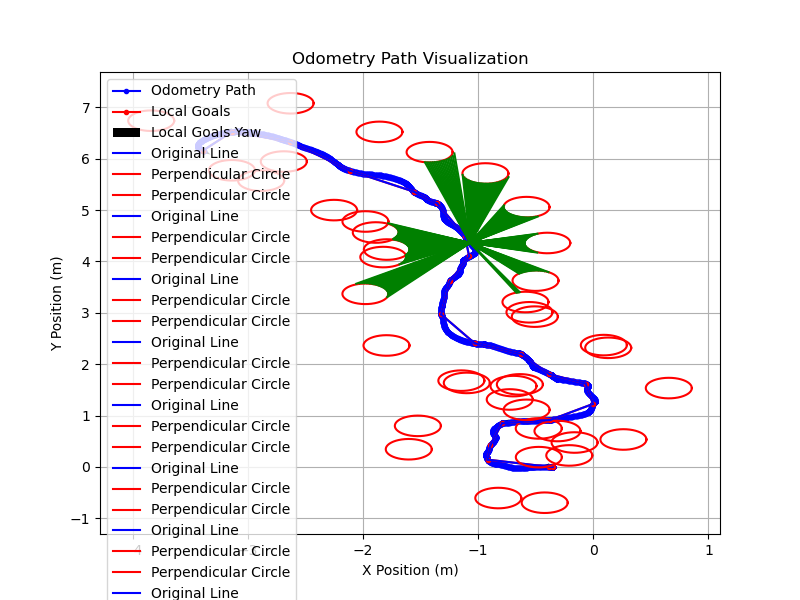 Odometry Path Visualization
Y Position (m)
7
6
5
4
3
2
1
0
−1
−2
−1
0
1
X Position (m)
Odometry Path
Local Goals
Local Goals Yaw
Original Line
Perpendicular Circle
Perpendicular Circle
Original Line
Perpendicular Circle
Perpendicular Circle
Original Line
Perpendicular Circle
Perpendicular Circle
Original Line
Perpendicular Circle
Perpendicular Circle
Original Line
Perpendicular Circle
Perpendicular Circle
Original Line
Perpendicular Circle
Perpendicular Circle
Original Line
Perpendicular Circle
Perpendicular Circle
Original Line